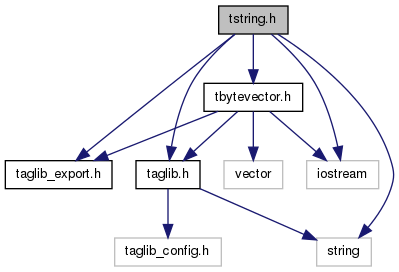 tstring.h
tbytevector.h
taglib_export.h
taglib.h
vector
iostream
taglib_config.h
string